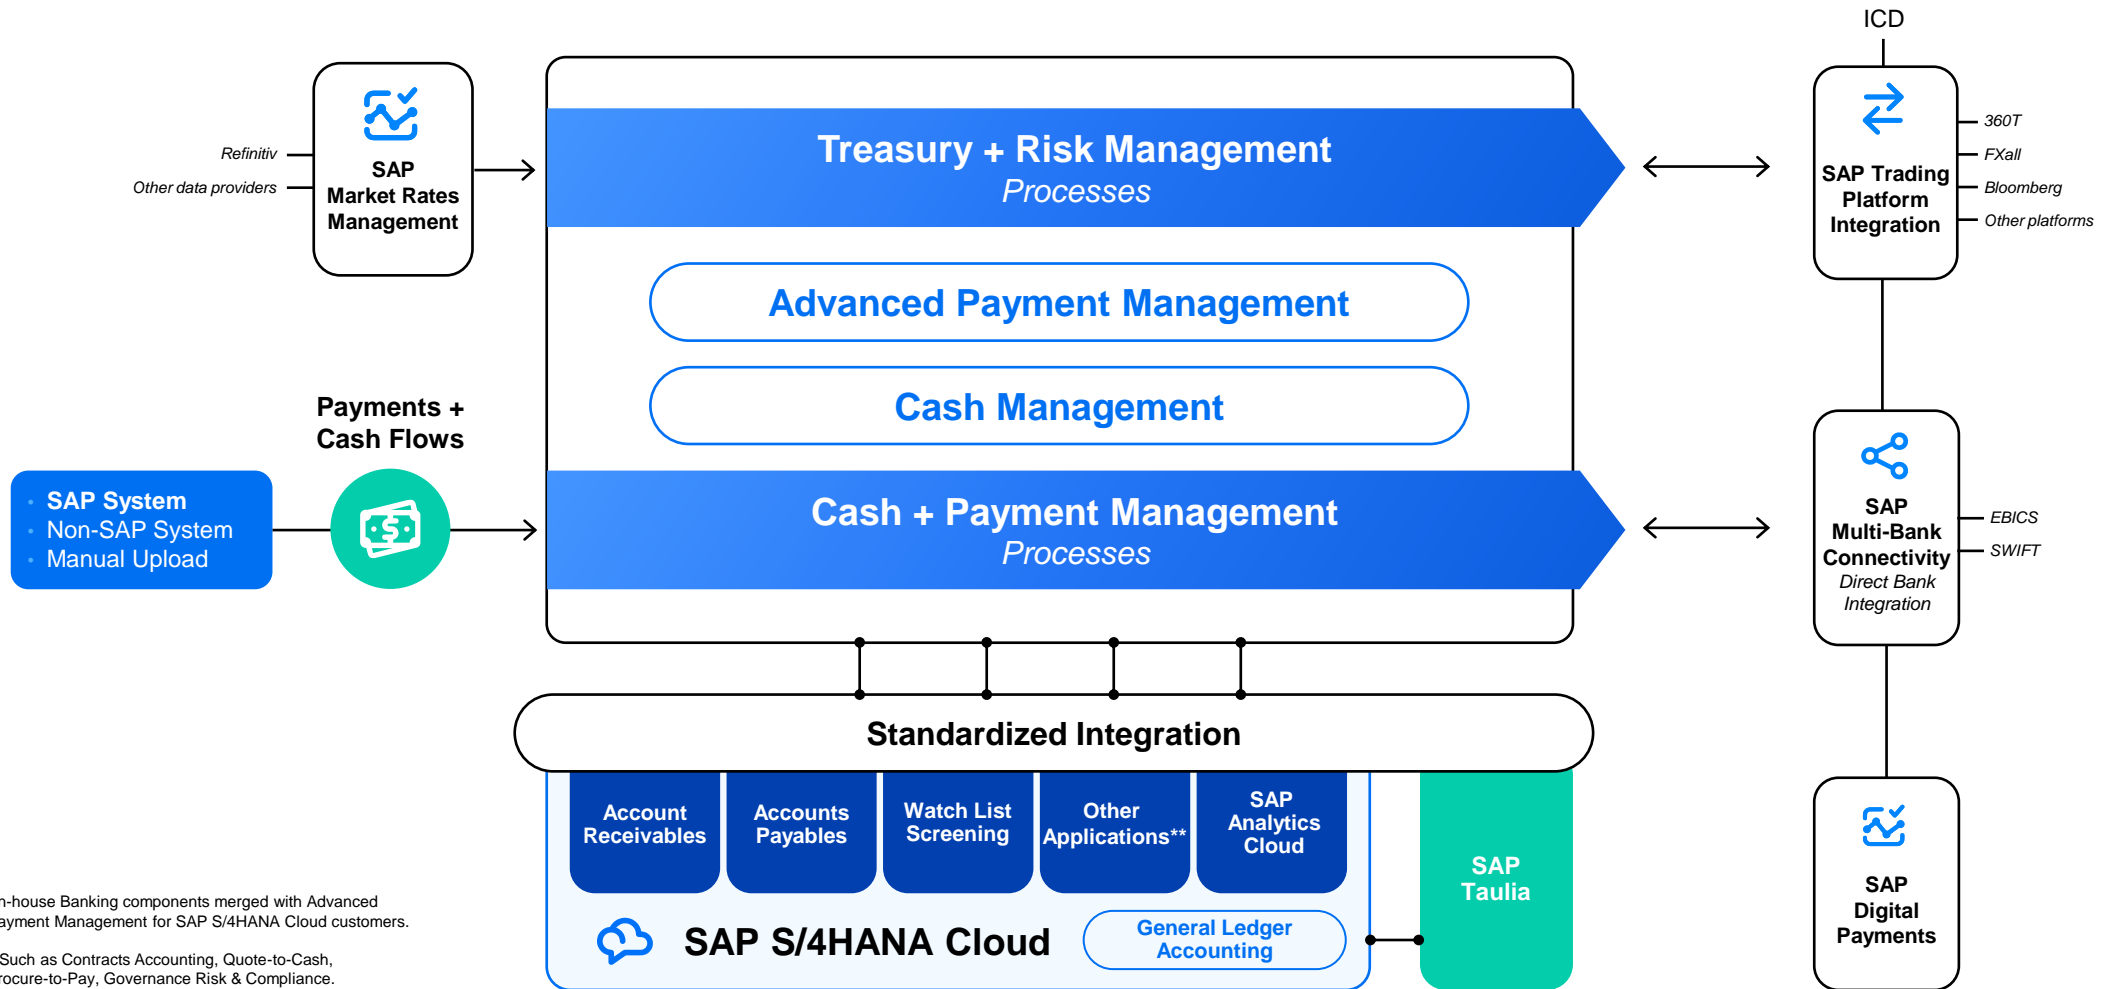 ICD
SAP
Market Rates
Management
Refinitiv
Other data providers
Treasury + Risk Management
Processes
SAP Trading
Platform
Integration
360T
FXall
Bloomberg
Other platforms
Advanced Payment Management
Cash Management
Payments +
Cash Flows
• SAP System
• Non-SAP System
• Manual Upload
Cash + Payment Management
Processes
SAP
Multi-Bank
Connectivity
Direct Bank
Integration
EBICS
SWIFT
Standardized Integration
Account
Receivables
Accounts
Payables
Watch List
Screening
Other
Applications**
SAP
Analytics
Cloud
SAP
Taulia
SAP S/4HANA Cloud
General Ledger
Accounting
SAP
Digital
Payments
n-house Banking components merged with Advanced
ayment Management for SAP S/4HANA Cloud customers.
Such as Contracts Accounting, Quote-to-Cash,
rocure-to-Pay, Governance Risk & Compliance.